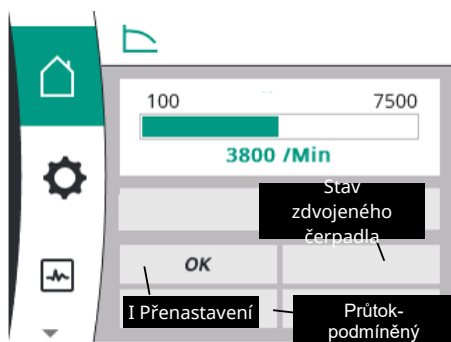 100 7500
3800 /Min
Stav
zdvojeného
čerpadla
OK
I Přenastavení
Průtok-
podmíněný